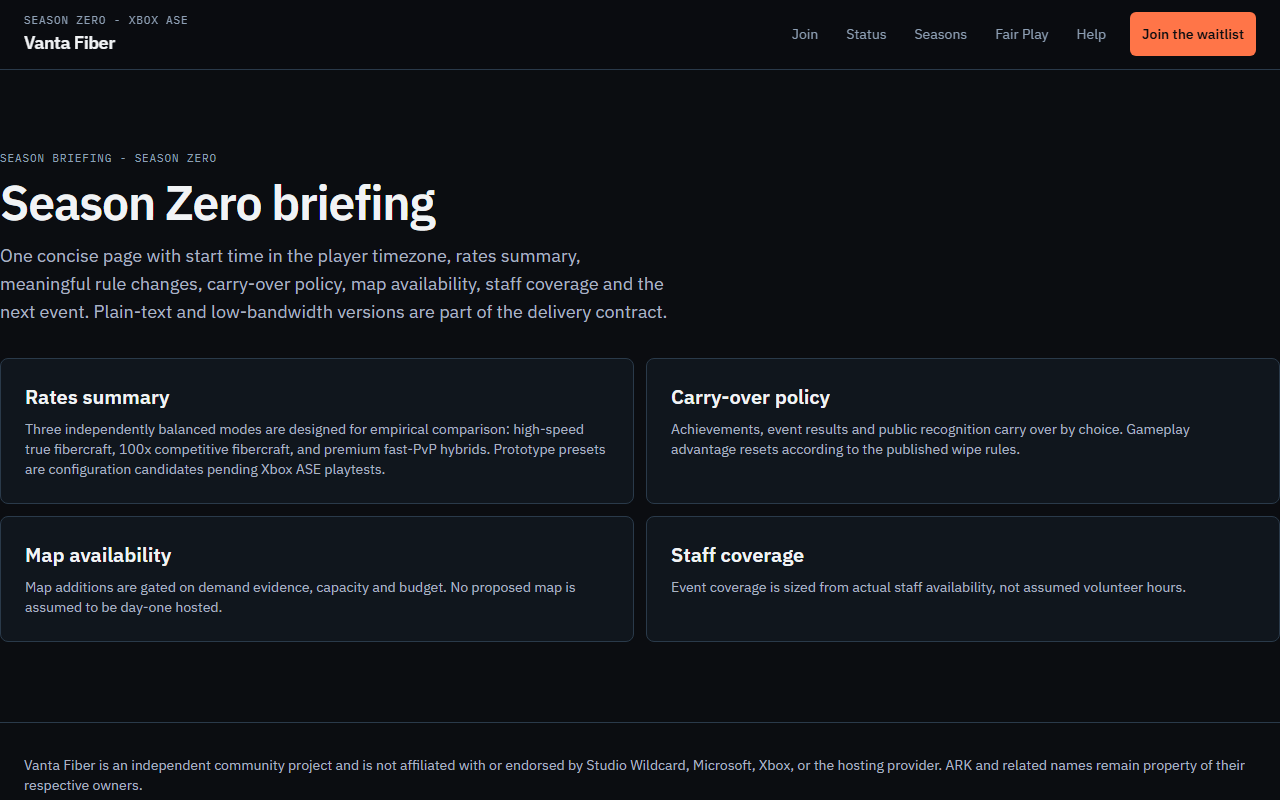 SEASON ZERO - XBOX ASE
Vanta Fiber
Join
Status
Seasons
Fair Play
Help
Join the waitlist
SEASON BRIEFING - SEASON ZERO
Season Zero briefing
One concise page with start time in the player timezone, rates summary,
meaningful rule changes, carry-over policy, map availability, staff coverage and the
next event. Plain-text and low-bandwidth versions are part of the delivery contract.
Rates summary
Three independently balanced modes are designed for empirical comparison: high-speed
true fibercraft, 100x competitive fibercraft, and premium fast-PvP hybrids. Prototype presets
are configuration candidates pending Xbox ASE playtests.
Carry-over policy
Achievements, event results and public recognition carry over by choice. Gameplay
advantage resets according to the published wipe rules.
Map availability
Map additions are gated on demand evidence, capacity and budget. No proposed map is
assumed to be day-one hosted.
Staff coverage
Event coverage is sized from actual staff availability, not assumed volunteer hours.
Vanta Fiber is an independent community project and is not affiliated with or endorsed by Studio Wildcard, Microsoft, Xbox, or the hosting provider. ARK and related names remain property of their
respective owners.